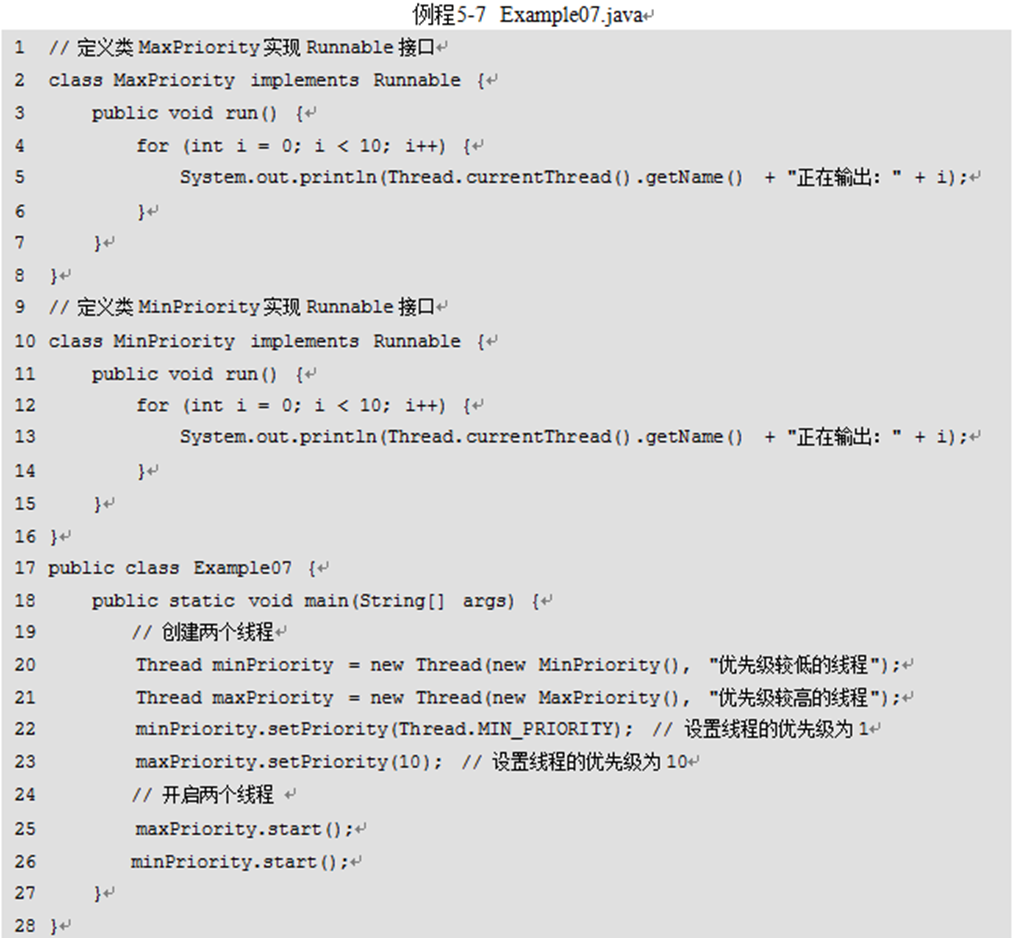 例程5-7 Example07.java↵
1 // 定义类 MaxPriority 实现 Runnable 接口↵
2 class MaxPriority implements Runnable {↵
3     public void run() {↵
4         for (int i = 0; i < 10; i++) {↵
5             System.out.println(Thread.currentThread().getName() + "正在输出：" + i);↵
6         }↵
7     }↵
8 }↵
9 // 定义类 MinPriority 实现 Runnable 接口↵
10 class MinPriority implements Runnable {↵
11     public void run() {↵
12         for (int i = 0; i < 10; i++) {↵
13             System.out.println(Thread.currentThread().getName() + "正在输出：" + i);↵
14         }↵
15     }↵
16 }↵
17 public class Example07 {↵
18     public static void main(String[] args) {↵
19         // 创建两个线程↵
20         Thread minPriority = new Thread(new MinPriority(), "优先级较低的线程");↵
21         Thread maxPriority = new Thread(new MaxPriority(), "优先级较高的线程");↵
22         minPriority.setPriority(Thread.MIN_PRIORITY); // 设置线程的优先级为 1↵
23         maxPriority.setPriority(10); // 设置线程的优先级为 10↵
24         // 开启两个线程 ↵
25         maxPriority.start();↵
26         minPriority.start();↵
27     }↵
28 }↵